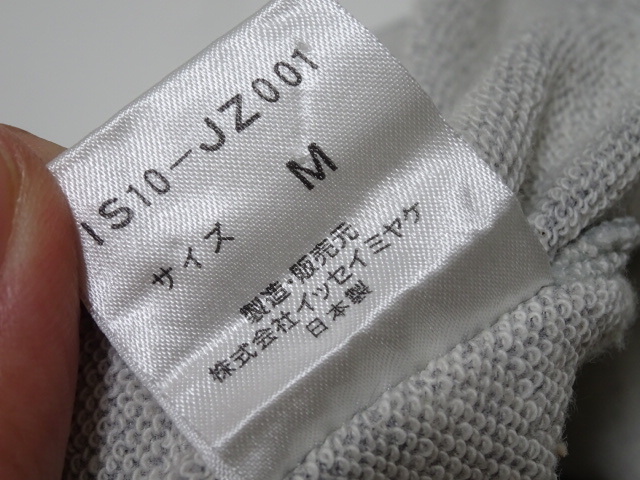 IS10-JZ001
サイズ M
製造・販売元
株式会社イッセイミヤケ
日本製